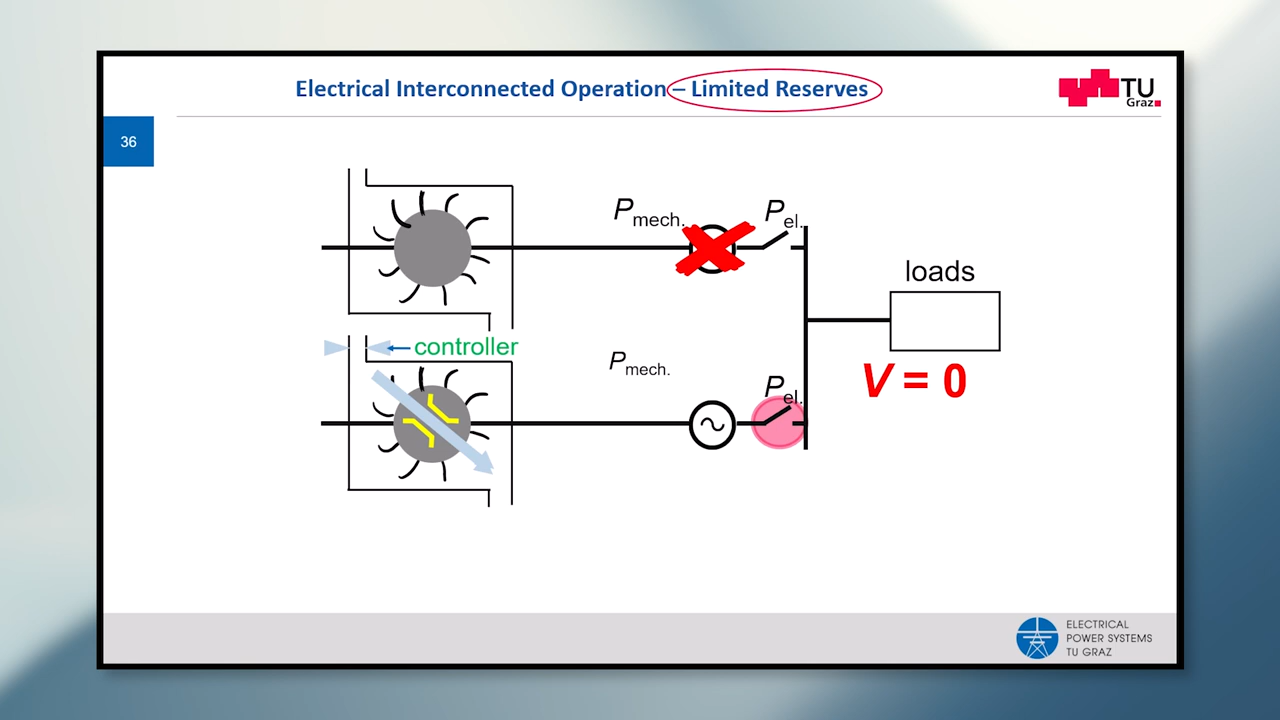 Electrical Interconnected Operation – Limited Reserves
TU
Graz
36
Pmech.
Pel.
loads
controller
Pmech.
Pel.
V = 0
ELECTRICAL
POWER SYSTEMS
TU GRAZ